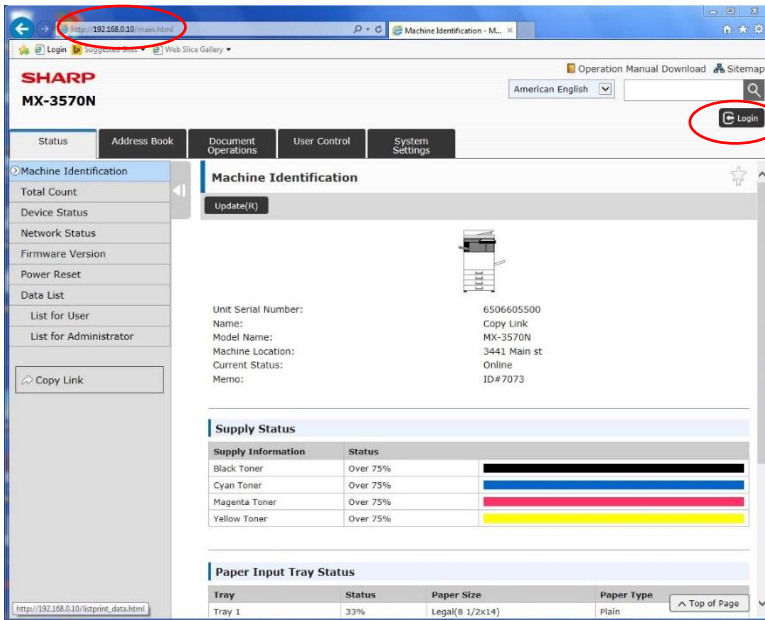 http://192.168.0.10/main.html
Machine Identification - M...
Login Suggested Sites Web Slice Gallery
Operation Manual Download Sitemap
SHARP
American English
MX-3570N
Login
Status Address Book Document Operations User Control System Settings
Machine Identification
Total Count
Device Status
Network Status
Firmware Version
Power Reset
Data List
List for User
List for Administrator
Copy Link
Machine Identification
Update(R)
Unit Serial Number: 6506605500
Name: Copy Link
Model Name: MX-3570N
Machine Location: 3441 Main st
Current Status: Online
Memo: ID#7073
Supply Status
Supply Information Status
Black Toner Over 75%
Cyan Toner Over 75%
Magenta Toner Over 75%
Yellow Toner Over 75%
Paper Input Tray Status
Tray Status Paper Size Paper Type
Tray 1 33% Legal(8 1/2x14) Plain
Top of Page
http://192.168.0.10/listprint_data.html